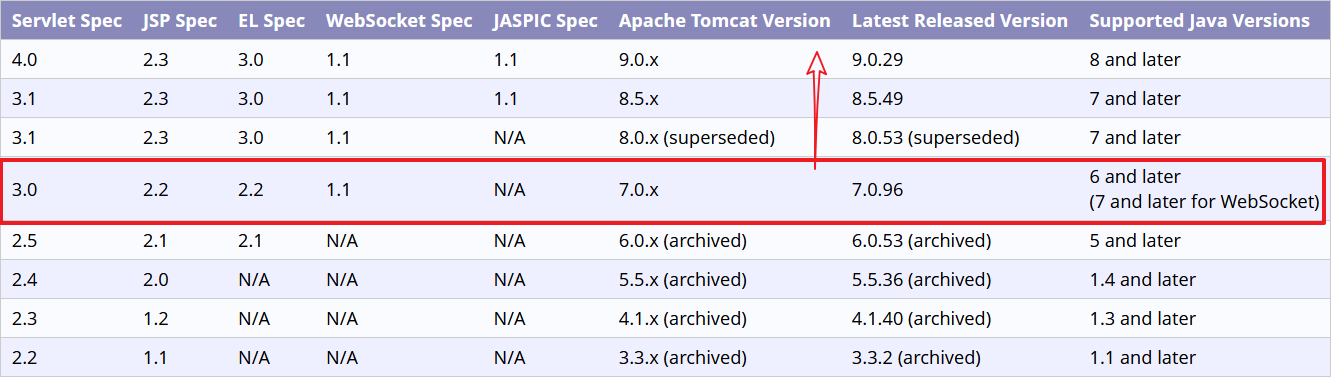 Servlet Spec JSP Spec EL Spec WebSocket Spec JASPIC Spec Apache Tomcat Version Latest Released Version Supported Java Versions
4.0 2.3 3.0 1.1 1.1 9.0.x 9.0.29 8 and later
3.1 2.3 3.0 1.1 1.1 8.5.x 8.5.49 7 and later
3.1 2.3 3.0 1.1 N/A 8.0.x (superseded) 8.0.53 (superseded) 7 and later
3.0 2.2 2.2 1.1 N/A 7.0.x 7.0.96 6 and later
(7 and later for WebSocket)
2.5 2.1 2.1 N/A N/A 6.0.x (archived) 6.0.53 (archived) 5 and later
2.4 2.0 N/A N/A N/A 5.5.x (archived) 5.5.36 (archived) 1.4 and later
2.3 1.2 N/A N/A N/A 4.1.x (archived) 4.1.40 (archived) 1.3 and later
2.2 1.1 N/A N/A N/A 3.3.x (archived) 3.3.2 (archived) 1.1 and later